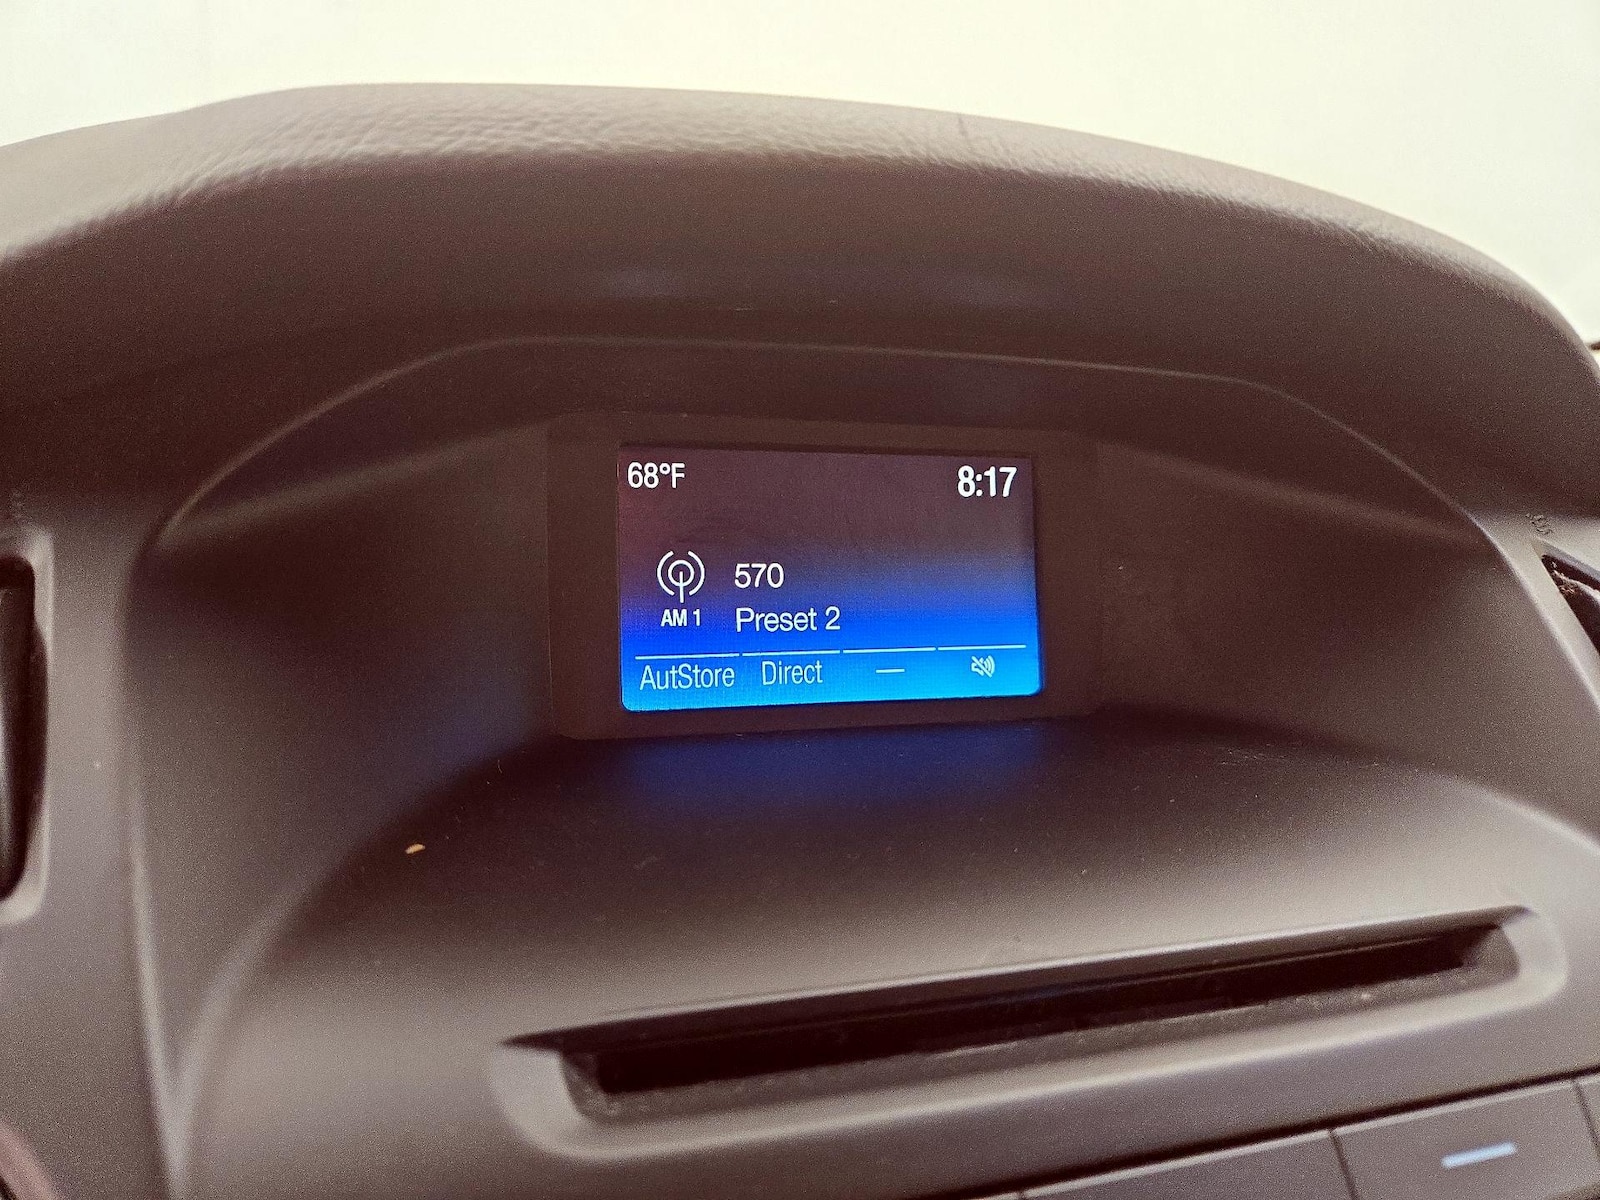 68°F 8:17
570
AM 1 Preset 2
AutStore Direct —